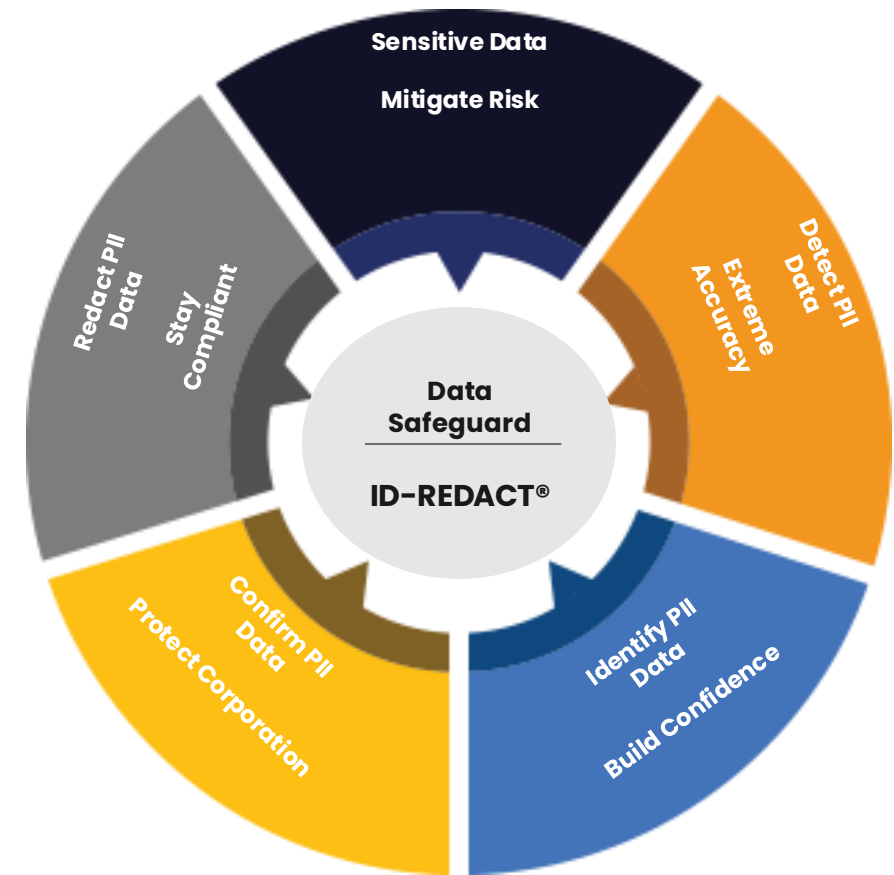 Sensitive Data
Mitigate Risk
Detect PII
Data
Extreme
Accuracy
Identify PII
Data
Build Confidence
Confirm PII
Data
Protect Corporation
Redact PII
Data
Stay
Compliant
Data
Safeguard
ID-REDACT®